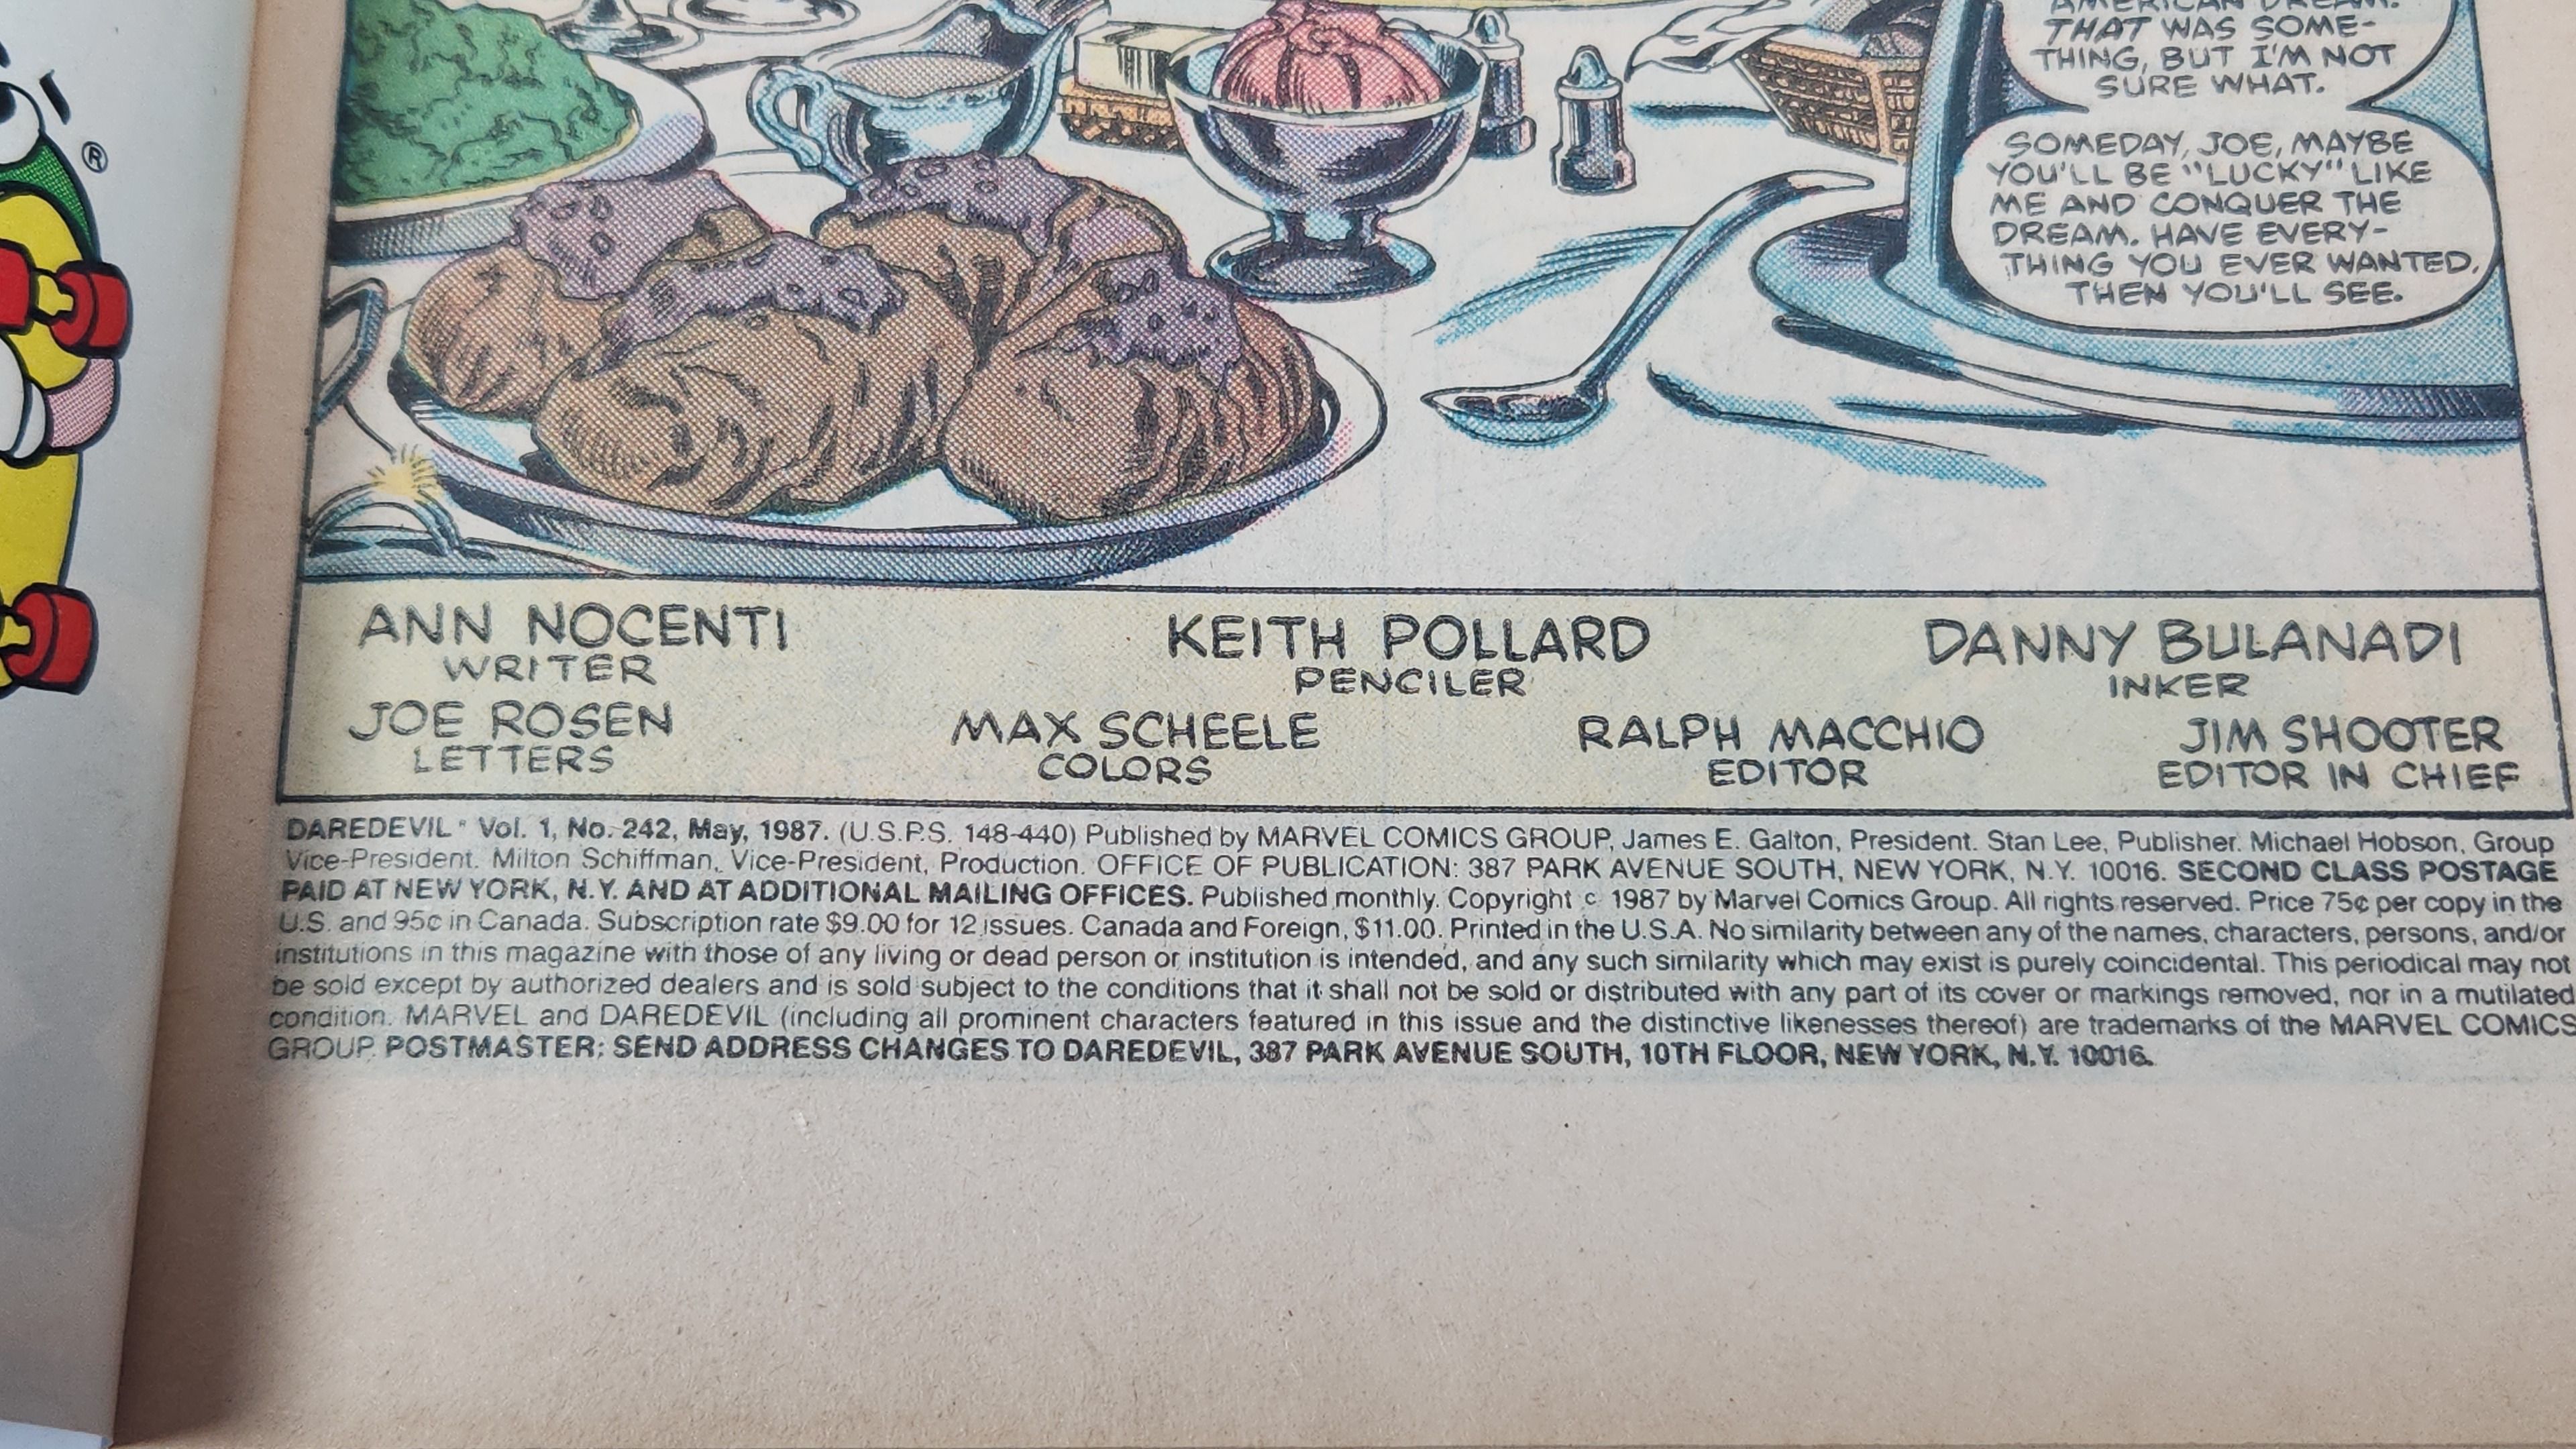 ®
AMERICAN DREAM.
THAT WAS SOME-
THING, BUT I'M NOT
SURE WHAT.
SOMEDAY, JOE, MAYBE
YOU'LL BE "LUCKY" LIKE
ME AND CONQUER THE
DREAM. HAVE EVERY-
THING YOU EVER WANTED.
THEN YOU'LL SEE.
ANN NOCENTI
WRITER
KEITH POLLARD
PENCILER
DANNY BULANADI
INKER
JOE ROSEN
LETTERS
MAX SCHEELE
COLORS
RALPH MACCHIO
EDITOR
JIM SHOOTER
EDITOR IN CHIEF
DAREDEVIL® Vol. 1, No. 242, May, 1987. (U.S.P.S. 148-440) Published by MARVEL COMICS GROUP, James E. Galton, President. Stan Lee, Publisher. Michael Hobson, Group
Vice-President. Milton Schiffman, Vice-President, Production. OFFICE OF PUBLICATION: 387 PARK AVENUE SOUTH, NEW YORK, N.Y. 10016. SECOND CLASS POSTAGE
PAID AT NEW YORK, N.Y. AND AT ADDITIONAL MAILING OFFICES. Published monthly. Copyright © 1987 by Marvel Comics Group. All rights reserved. Price 75¢ per copy in the
U.S. and 95¢ in Canada. Subscription rate $9.00 for 12 issues. Canada and Foreign, $11.00. Printed in the U.S.A. No similarity between any of the names, characters, persons, and/or
institutions in this magazine with those of any living or dead person or institution is intended, and any such similarity which may exist is purely coincidental. This periodical may not
be sold except by authorized dealers and is sold subject to the conditions that it shall not be sold or distributed with any part of its cover or markings removed, nor in a mutilated
condition. MARVEL and DAREDEVIL (including all prominent characters featured in this issue and the distinctive likenesses thereof) are trademarks of the MARVEL COMICS
GROUP. POSTMASTER: SEND ADDRESS CHANGES TO DAREDEVIL, 387 PARK AVENUE SOUTH, 10TH FLOOR, NEW YORK, N.Y. 10016.